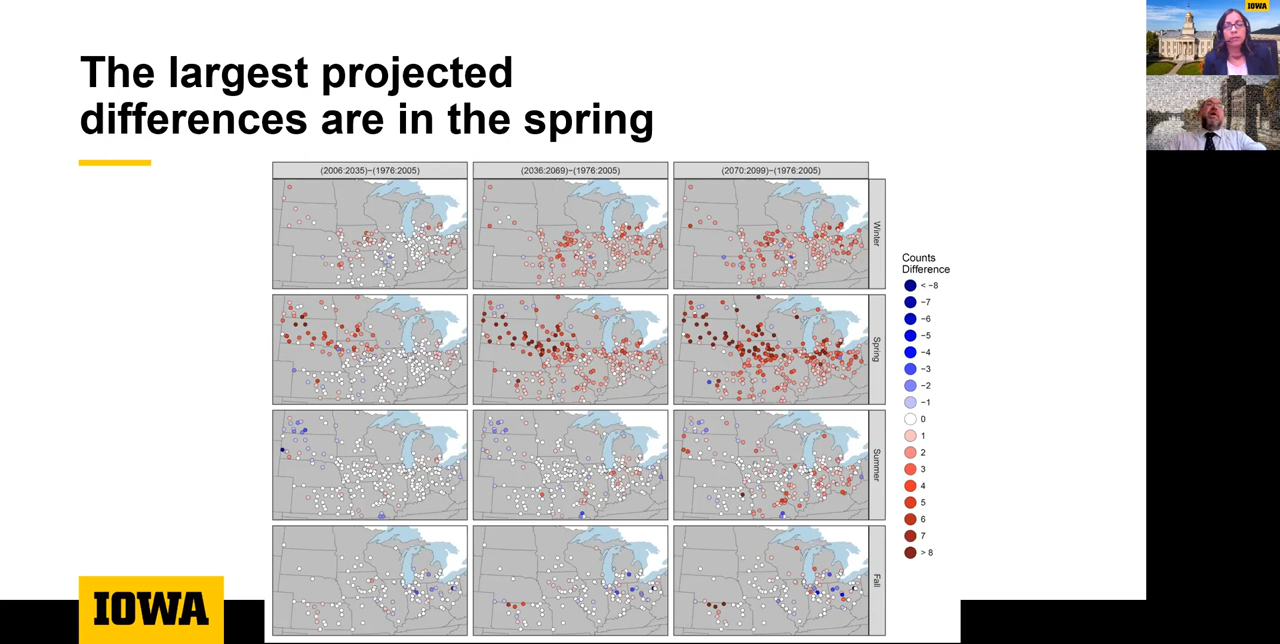 The largest projected
differences are in the spring
(2006:2035)−(1976:2005)
(2036:2069)−(1976:2005)
(2070:2099)−(1976:2005)
Winter
Spring
Summer
Fall
Counts
Difference
< −8
−7
−6
−5
−4
−3
−2
−1
0
1
2
3
4
5
6
7
> 8
IOWA
IOWA